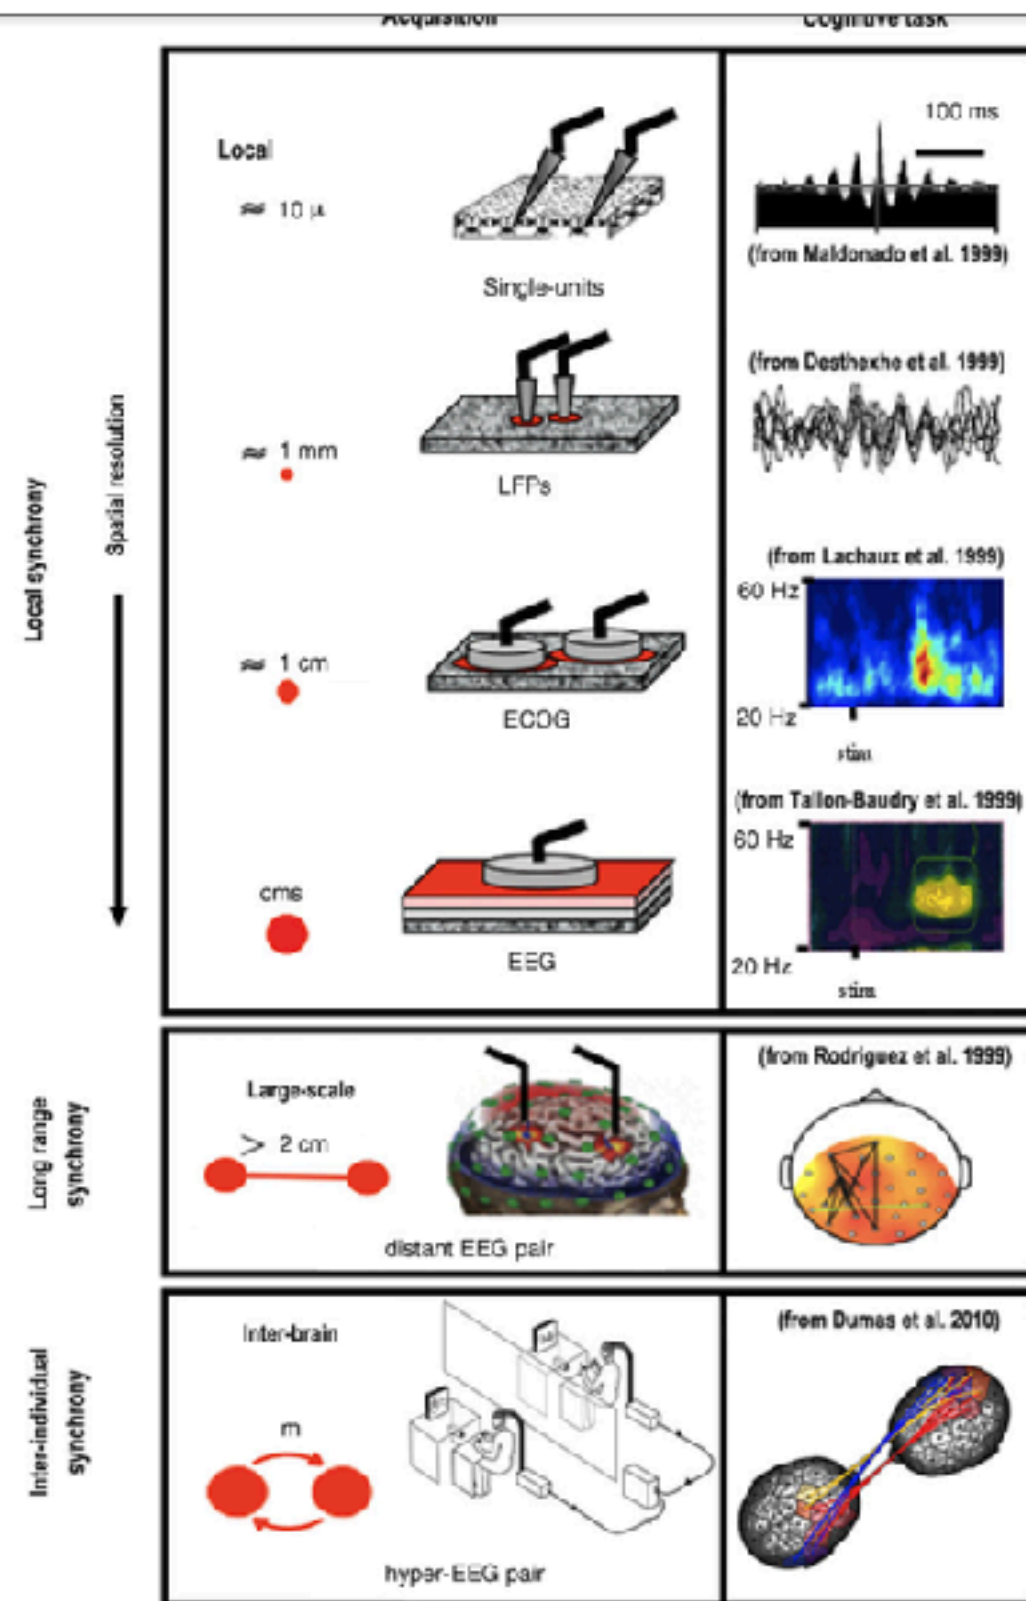 Acquisition
Cognitive task
Local
≈ 10 µ
Single-units
100 ms
(from Maldonado et al. 1999)
≈ 1 mm
LFPs
(from Desthexhe et al. 1999)
≈ 1 cm
ECOG
(from Lachaux et al. 1999)
60 Hz
20 Hz
stim
cms
EEG
(from Tallon-Baudry et al. 1999)
60 Hz
20 Hz
stim
Local synchrony
Spatial resolution
Large-scale
> 2 cm
distant EEG pair
(from Rodriguez et al. 1999)
Long range
synchrony
Inter-brain
m
hyper-EEG pair
(from Dumas et al. 2010)
Inter-individual
synchrony